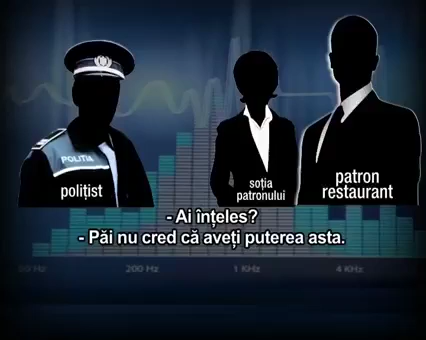 POLIȚIA
polițist
soția
patronului
patron
restaurant
- Ai înțeles?
- Păi nu cred că aveți puterea asta.
200 Hz
1 KHz
4 KHz